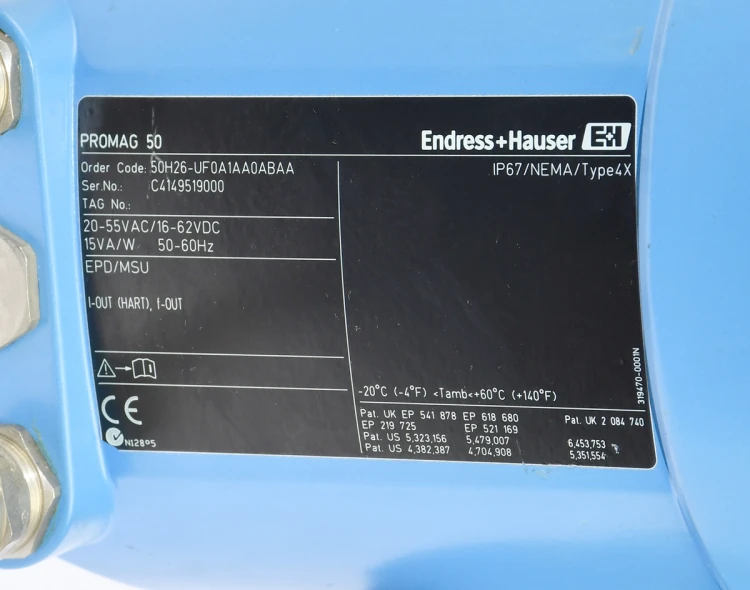 PROMAG 50
Endress+Hauser EH
Order Code: 50H26-UF0A1AA0ABAA
IP67/NEMA/Type4X
Ser.No.: C4149519000
TAG No.:
20-55VAC/16-62VDC
15VA/W 50-60Hz
EPD/MSU
I-OUT (HART), f-OUT
CE
N12895
-20°C (-4°F) <Tamb<+60°C (+140°F)
Pat. UK EP 541 878 EP 618 680 Pat. UK 2 084 740
EP 219 725 EP 521 169
Pat. US 5,323,156 5,479,007 6,453,753
Pat. US 4,382,387 4,704,908 5,351,554
319470-0001N